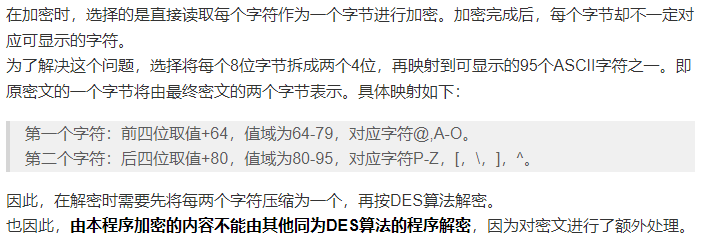 在加密时，选择的是直接读取每个字符作为一个字节进行加密。加密完成后，每个字节却不一定对
应可显示的字符。
为了解决这个问题，选择将每个8位字节拆成两个4位，再映射到可显示的95个ASCII字符之一。即
原密文的一个字节将由最终密文的两个字节表示。具体映射如下：
第一个字符：前四位取值+64，值域为64-79，对应字符@,A-O。
第二个字符：后四位取值+80，值域为80-95，对应字符P-Z，[，\，]，^。
因此，在解密时需要先将每两个字符压缩为一个，再按DES算法解密。
也因此，由本程序加密的内容不能由其他同为DES算法的程序解密，因为对密文进行了额外处理。